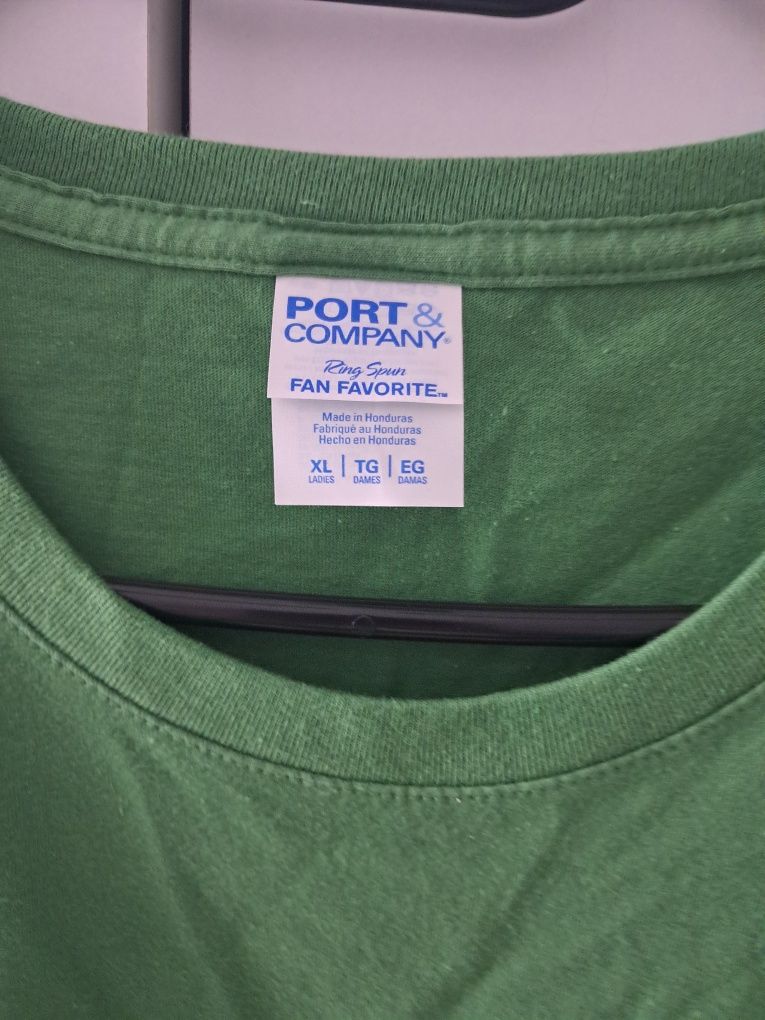 PORT &
COMPANY®
Ring Spun
FAN FAVORITE™
Made in Honduras
Fabriqué au Honduras
Hecho en Honduras
XL | TG | EG
LADIES DAMES DAMAS